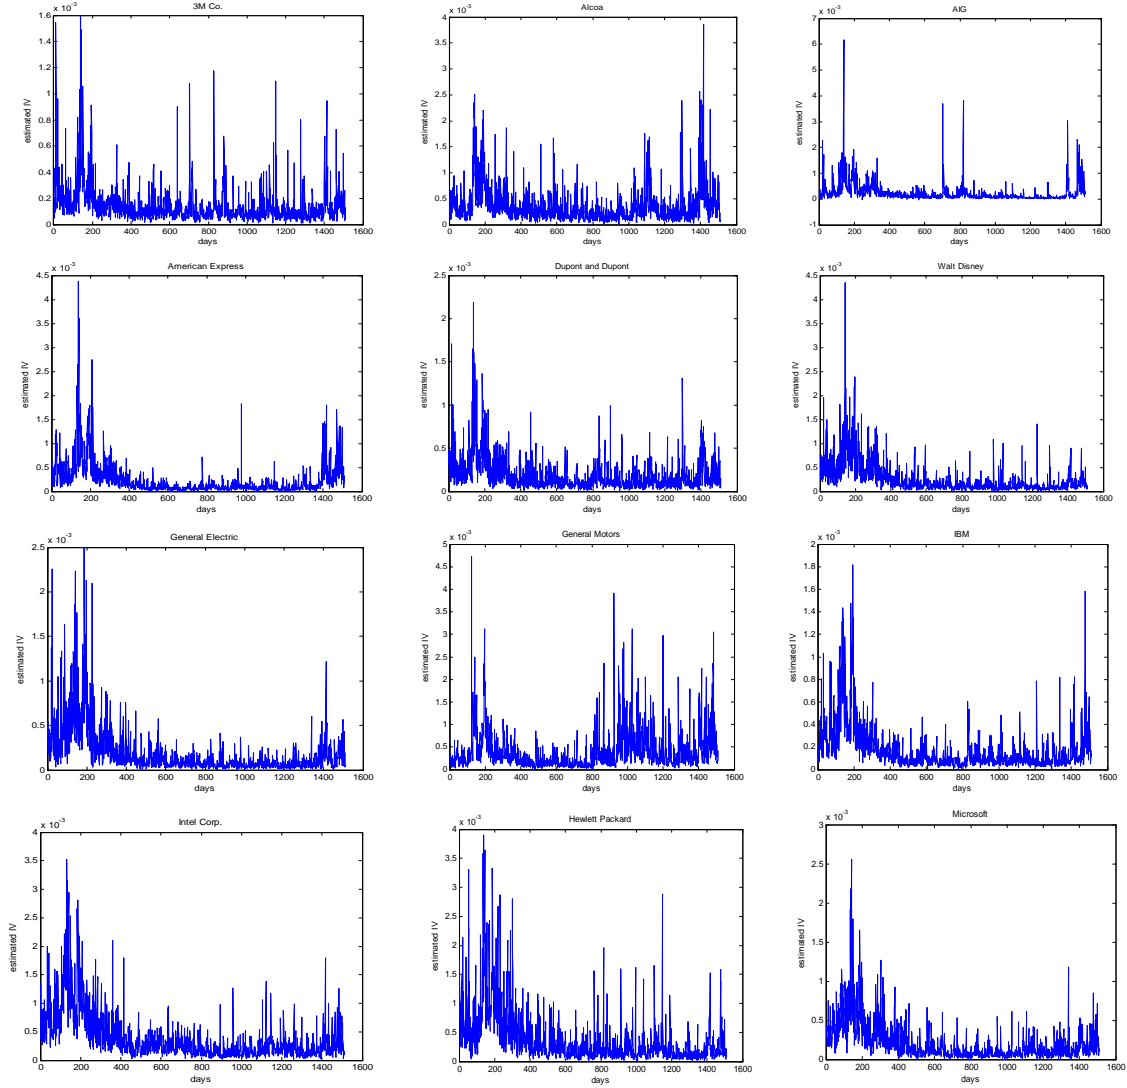 3M Co.
x 10-3
1.6
1.4
1.2
1
0.8
0.6
0.4
0.2
0
estimated IV
0 200 400 600 800 1000 1200 1400 1600
days
Alcoa
x 10-3
4
3.5
3
2.5
2
1.5
1
0.5
0
estimated IV
0 200 400 600 800 1000 1200 1400 1600
days
AIG
x 10-3
7
6
5
4
3
2
1
0
-1
estimated IV
0 200 400 600 800 1000 1200 1400 1600
days
American Express
x 10-3
4.5
4
3.5
3
2.5
2
1.5
1
0.5
0
estimated IV
0 200 400 600 800 1000 1200 1400 1600
days
Dupont and Dupont
x 10-3
2.5
2
1.5
1
0.5
0
estimated IV
0 200 400 600 800 1000 1200 1400 1600
days
Walt Disney
x 10-3
4.5
4
3.5
3
2.5
2
1.5
1
0.5
0
estimated IV
0 200 400 600 800 1000 1200 1400 1600
days
General Electric
x 10-3
2.5
2
1.5
1
0.5
0
estimated IV
0 200 400 600 800 1000 1200 1400 1600
days
General Motors
x 10-3
5
4.5
4
3.5
3
2.5
2
1.5
1
0.5
0
estimated IV
0 200 400 600 800 1000 1200 1400 1600
days
IBM
x 10-3
2
1.8
1.6
1.4
1.2
1
0.8
0.6
0.4
0.2
0
estimated IV
0 200 400 600 800 1000 1200 1400 1600
days
Intel Corp.
x 10-3
4
3.5
3
2.5
2
1.5
1
0.5
0
estimated IV
0 200 400 600 800 1000 1200 1400 1600
days
Hewlett Packard
x 10-3
4
3.5
3
2.5
2
1.5
1
0.5
0
estimated IV
0 200 400 600 800 1000 1200 1400 1600
days
Microsoft
x 10-3
3
2.5
2
1.5
1
0.5
0
estimated IV
0 200 400 600 800 1000 1200 1400 1600
days